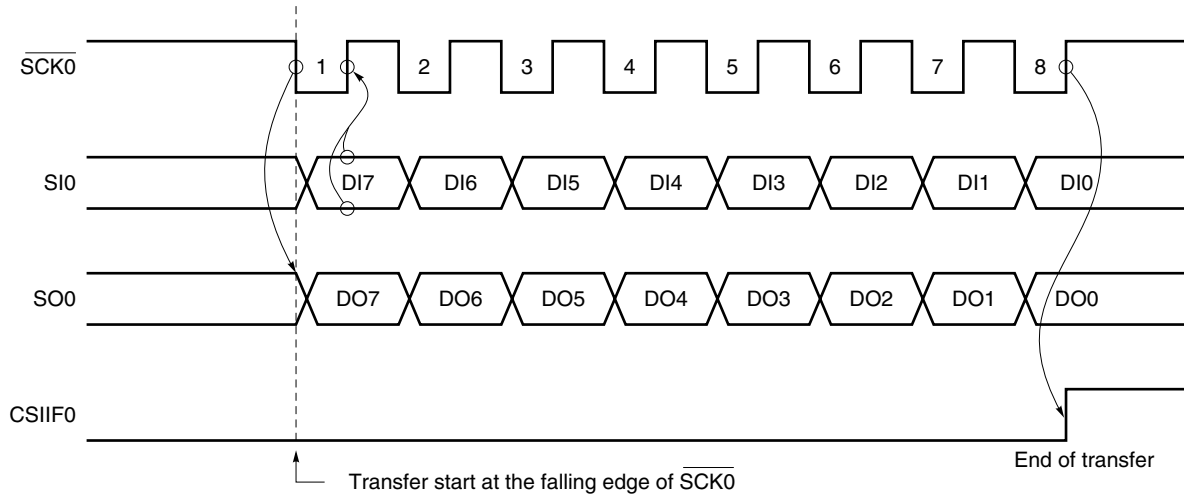 SCK0 1 2 3 4 5 6 7 8
SI0 DI7 DI6 DI5 DI4 DI3 DI2 DI1 DI0
SO0 DO7 DO6 DO5 DO4 DO3 DO2 DO1 DO0
CSIIF0
End of transfer
Transfer start at the falling edge of SCK0